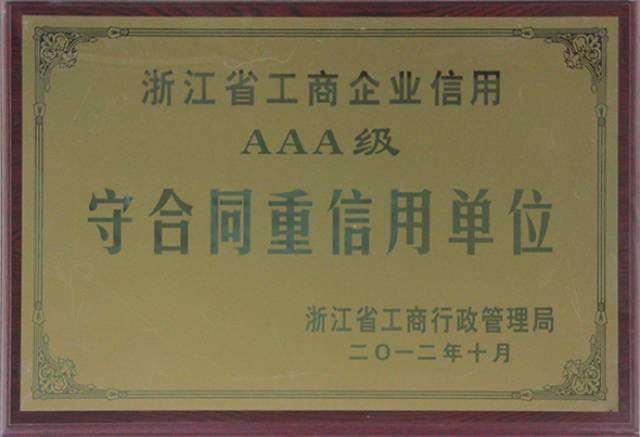 浙江省工商企业信用
AAA级
守合同重信用单位
浙江省工商行政管理局
二〇一二年十月